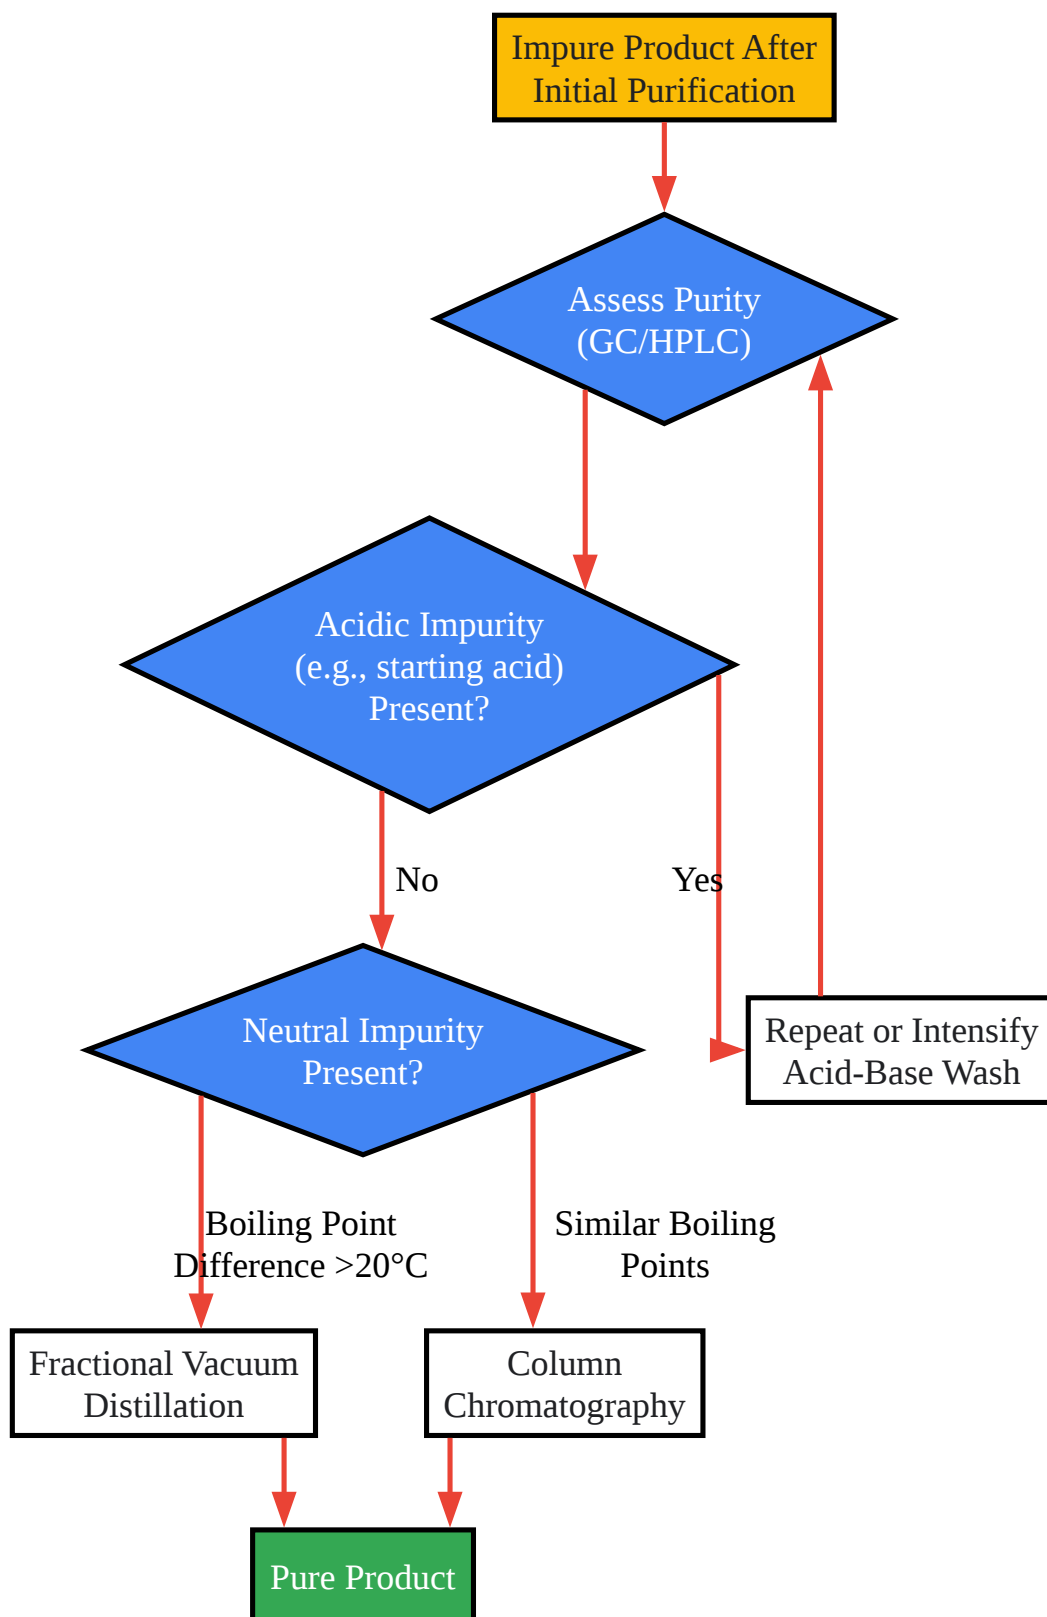 Impure Product After
Initial Purification
Assess Purity
(GC/HPLC)
Acidic Impurity
(e.g., starting acid)
Present?
No
Yes
Neutral Impurity
Present?
Repeat or Intensify
Acid-Base Wash
Boiling Point
Difference >20°C
Similar Boiling
Points
Fractional Vacuum
Distillation
Column
Chromatography
Pure Product